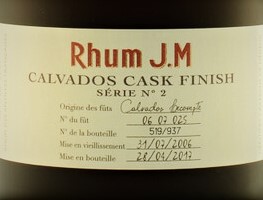 Rhum J.M
CALVADOS CASK FINISH
SÉRIE N° 2
Origine des fûts Calvados Lecompte
N° du fût 06 07 025
N° de la bouteille 519/937
Mise en vieillissement 31/07/2006
Mise en bouteille 28/04/2017